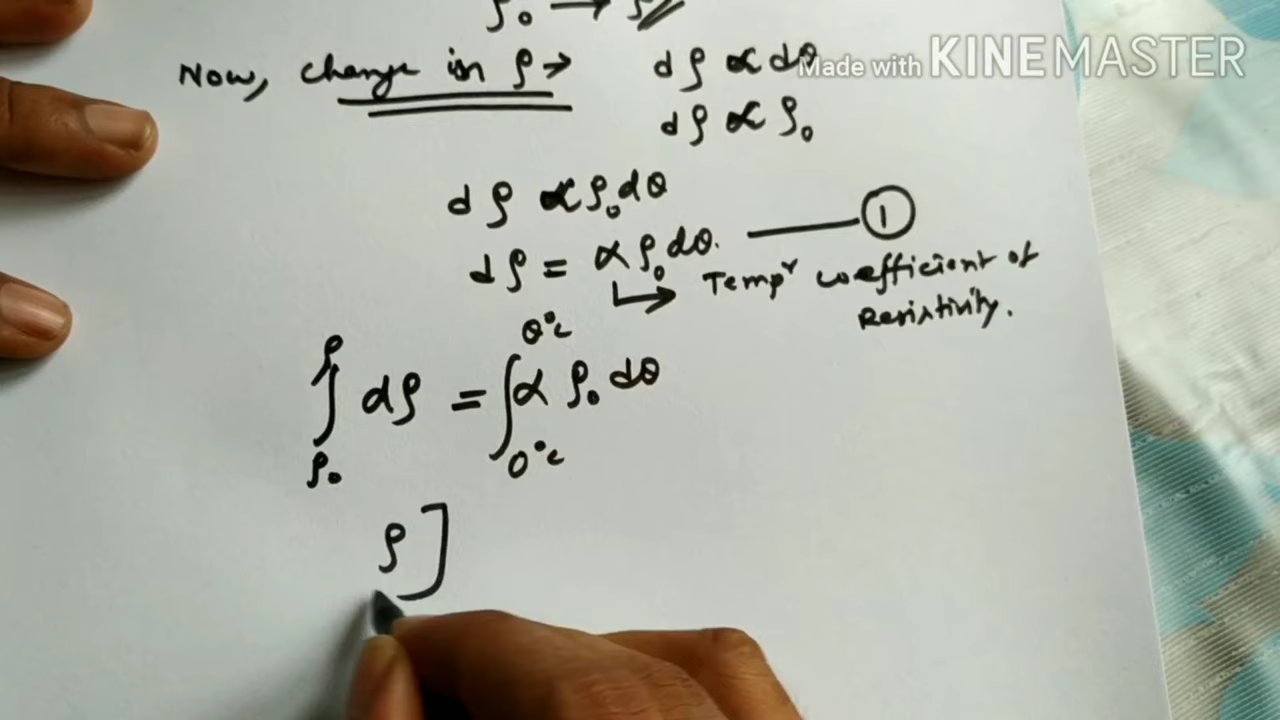 ρ₀ → ρ
Now, change in ρ → dρ ∝ dθ
Made with KINEMASTER
dρ ∝ ρ₀
dρ ∝ ρ₀dθ
dρ = αρ₀dθ. ①
↳ Tempr coefficient of
Resistivity.
∫_{ρ₀}^{ρ} dρ = ∫_{0°c}^{θ°c} α ρ₀ dθ
ρ]